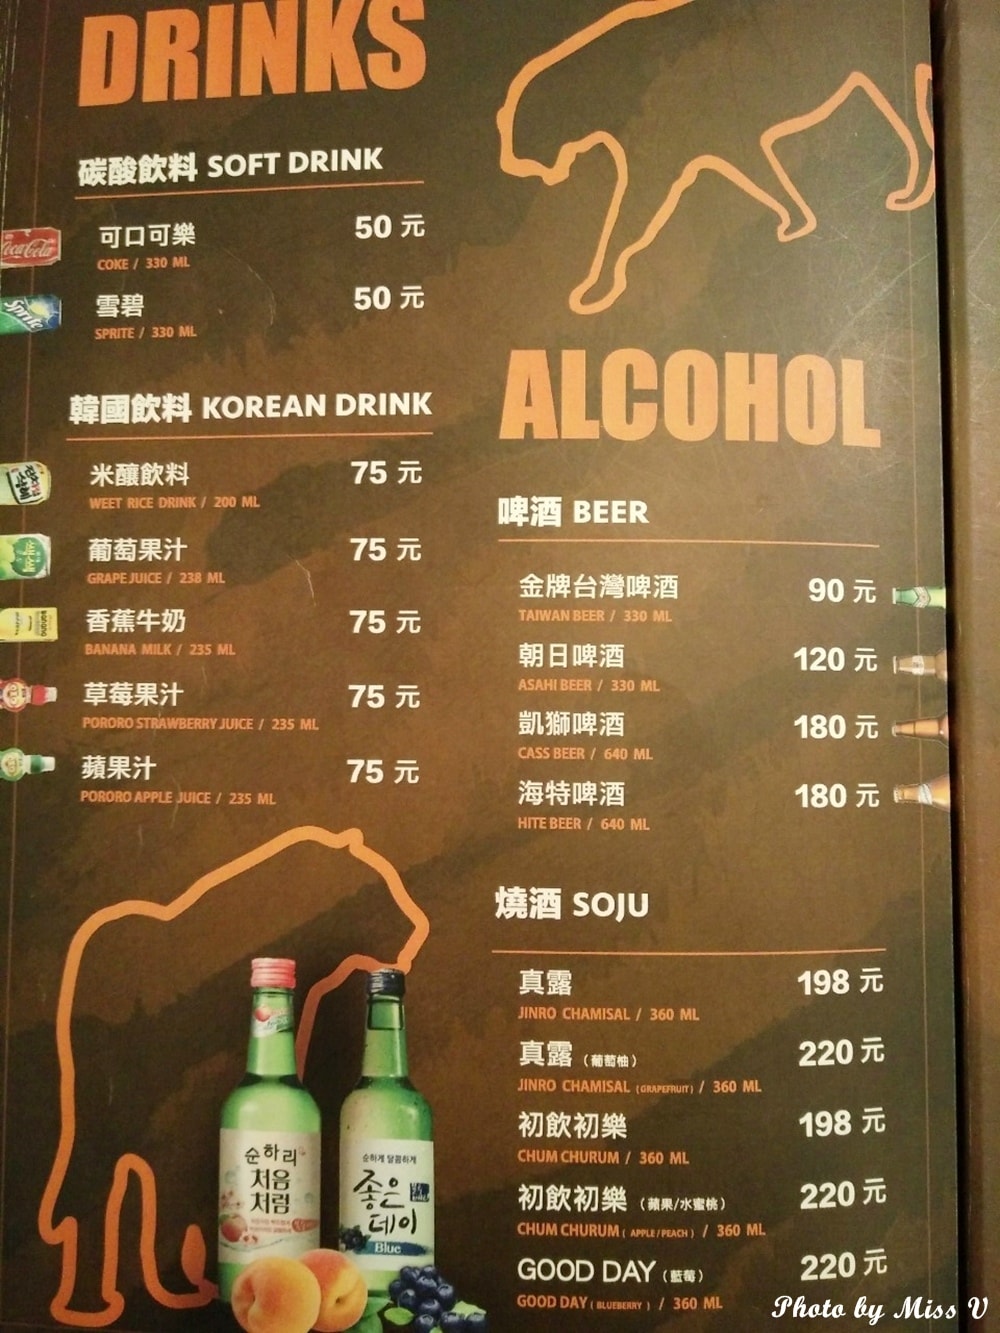 DRINKS
碳酸飲料 SOFT DRINK
可口可樂 50 元
COKE / 330 ML
雪碧 50 元
SPRITE / 330 ML
韓國飲料 KOREAN DRINK
米釀飲料 75 元
WEET RICE DRINK / 200 ML
葡萄果汁 75 元
GRAPE JUICE / 238 ML
香蕉牛奶 75 元
BANANA MILK / 235 ML
草莓果汁 75 元
PORORO STRAWBERRY JUICE / 235 ML
蘋果汁 75 元
PORORO APPLE JUICE / 235 ML
Coca-Cola
Sprite
ALCOHOL
啤酒 BEER
金牌台灣啤酒 90 元
TAIWAN BEER / 330 ML
朝日啤酒 120 元
ASAHI BEER / 330 ML
凱獅啤酒 180 元
CASS BEER / 640 ML
海特啤酒 180 元
HITE BEER / 640 ML
燒酒 SOJU
真露 198 元
JINRO CHAMISAL / 360 ML
真露（葡萄柚） 220 元
JINRO CHAMISAL (GRAPEFRUIT) / 360 ML
初飲初樂 198 元
CHUM CHURUM / 360 ML
初飲初樂（蘋果/水蜜桃） 220 元
CHUM CHURUM ( APPLE / PEACH ) / 360 ML
GOOD DAY（藍莓） 220 元
GOOD DAY ( BLUEBERRY ) / 360 ML
순하리
처음
처럼
순하게 달콤하게
좋은
데이
Blue
Photo by Miss V